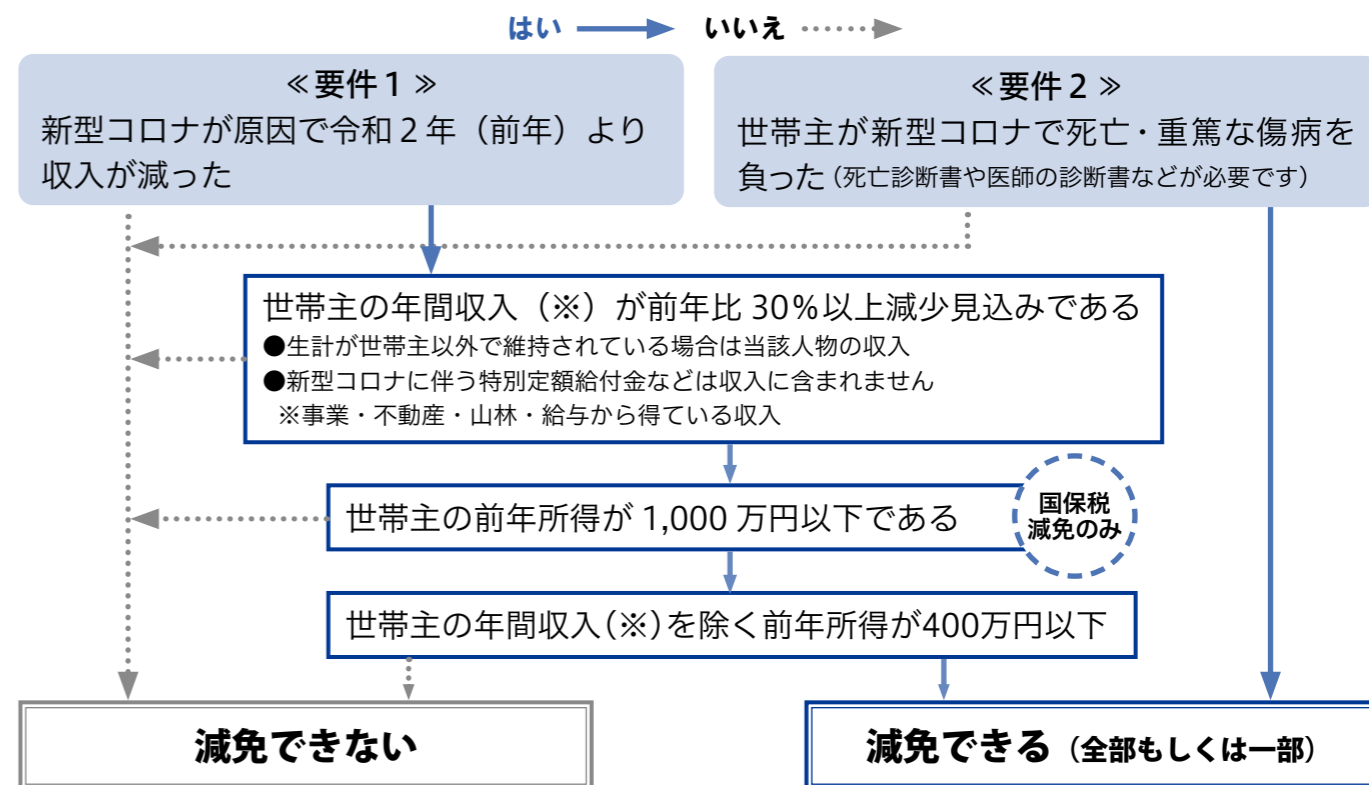 はい いいえ
≪要件1≫
新型コロナが原因で令和2年（前年）より
収入が減った
≪要件2≫
世帯主が新型コロナで死亡・重篤な傷病を
負った（死亡診断書や医師の診断書などが必要です）
世帯主の年間収入（※）が前年比30%以上減少見込みである
●生計が世帯主以外で維持されている場合は当該人物の収入
●新型コロナに伴う特別定額給付金などは収入に含まれません
※事業・不動産・山林・給与から得ている収入
世帯主の前年所得が1,000万円以下である
国保税
減免のみ
世帯主の年間収入（※）を除く前年所得が400万円以下
減免できない
減免できる（全部もしくは一部）